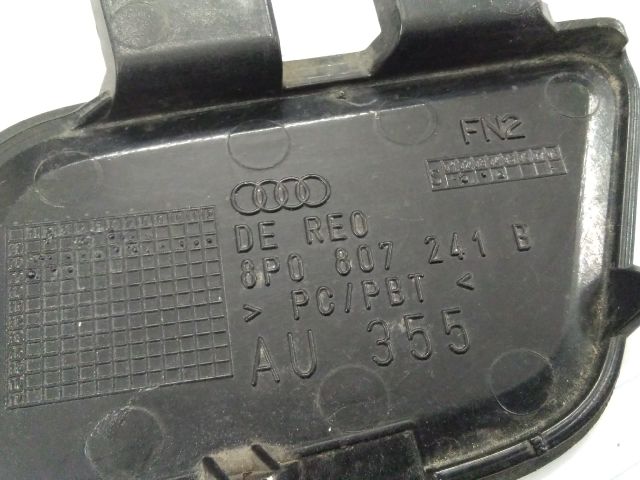 FN2
DE REO
8P0 807 241 B
> PC/PBT <
AU 355